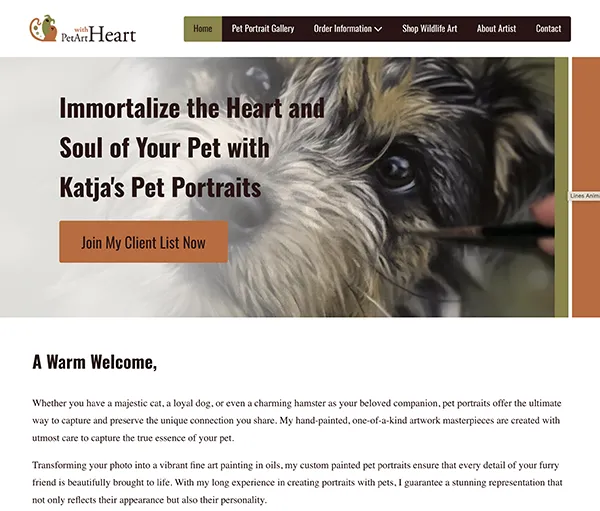 with
PetArt Heart
Home Pet Portrait Gallery Order Information Shop Wildlife Art About Artist Contact
Immortalize the Heart and
Soul of Your Pet with
Katja's Pet Portraits
Join My Client List Now
Lines Anim
A Warm Welcome,
Whether you have a majestic cat, a loyal dog, or even a charming hamster as your beloved companion, pet portraits offer the ultimate
way to capture and preserve the unique connection you share. My hand-painted, one-of-a-kind artwork masterpieces are created with
utmost care to capture the true essence of your pet.
Transforming your photo into a vibrant fine art painting in oils, my custom painted pet portraits ensure that every detail of your furry
friend is beautifully brought to life. With my long experience in creating portraits with pets, I guarantee a stunning representation that
not only reflects their appearance but also their personality.